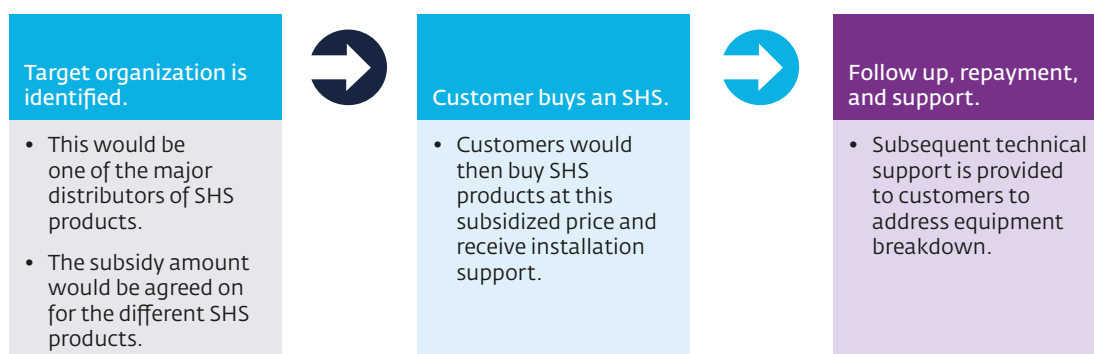 Target organization is
identified.
• This would be
one of the major
distributors of SHS
products.
• The subsidy amount
would be agreed on
for the different SHS
products.
Customer buys an SHS.
• Customers would
then buy SHS
products at this
subsidized price and
receive installation
support.
Follow up, repayment,
and support.
• Subsequent technical
support is provided
to customers to
address equipment
breakdown.